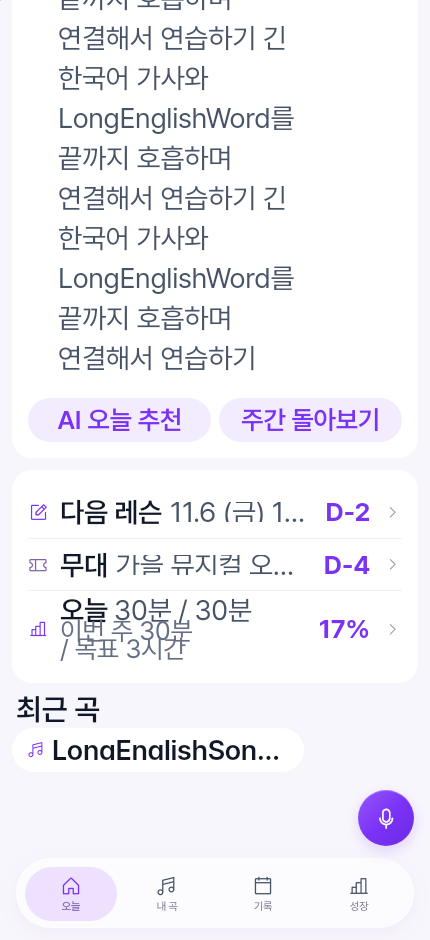 끝까지 호흡하며
연결해서 연습하기 긴
한국어 가사와
LongEnglishWord를
끝까지 호흡하며
연결해서 연습하기 긴
한국어 가사와
LongEnglishWord를
끝까지 호흡하며
연결해서 연습하기
AI 오늘 추천 주간 돌아보기
다음 레슨 11.6 (금) 1... D-2
무대 가을 뮤지컬 오... D-4
오늘 30분 / 30분
이번 주 30분 17%
/ 목표 3시간
최근 곡
LongEnglishSon...
오늘 내 곡 기록 성장